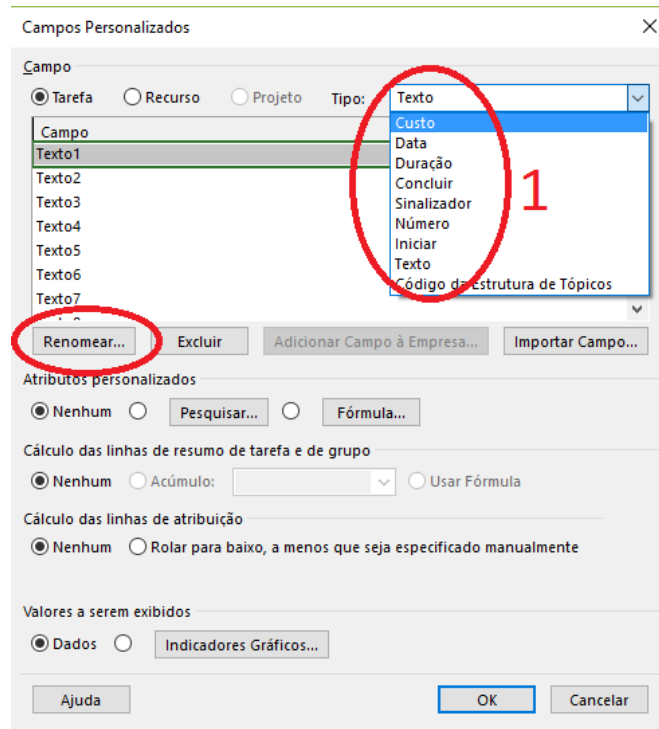 Campos Personalizados
Campo
Tarefa Recurso Projeto Tipo: Texto
Campo
Texto1
Texto2
Texto3
Texto4
Texto5
Texto6
Texto7
Custo
Data
Duração
Concluir
Sinalizador
Número
Iniciar
Texto
Código da Estrutura de Tópicos
1
Renomear... Excluir Adicionar Campo à Empresa... Importar Campo...
Atributos personalizados
Nenhum Pesquisar... Fórmula...
Cálculo das linhas de resumo de tarefa e de grupo
Nenhum Acúmulo: Usar Fórmula
Cálculo das linhas de atribuição
Nenhum Rolar para baixo, a menos que seja especificado manualmente
Valores a serem exibidos
Dados Indicadores Gráficos...
Ajuda OK Cancelar